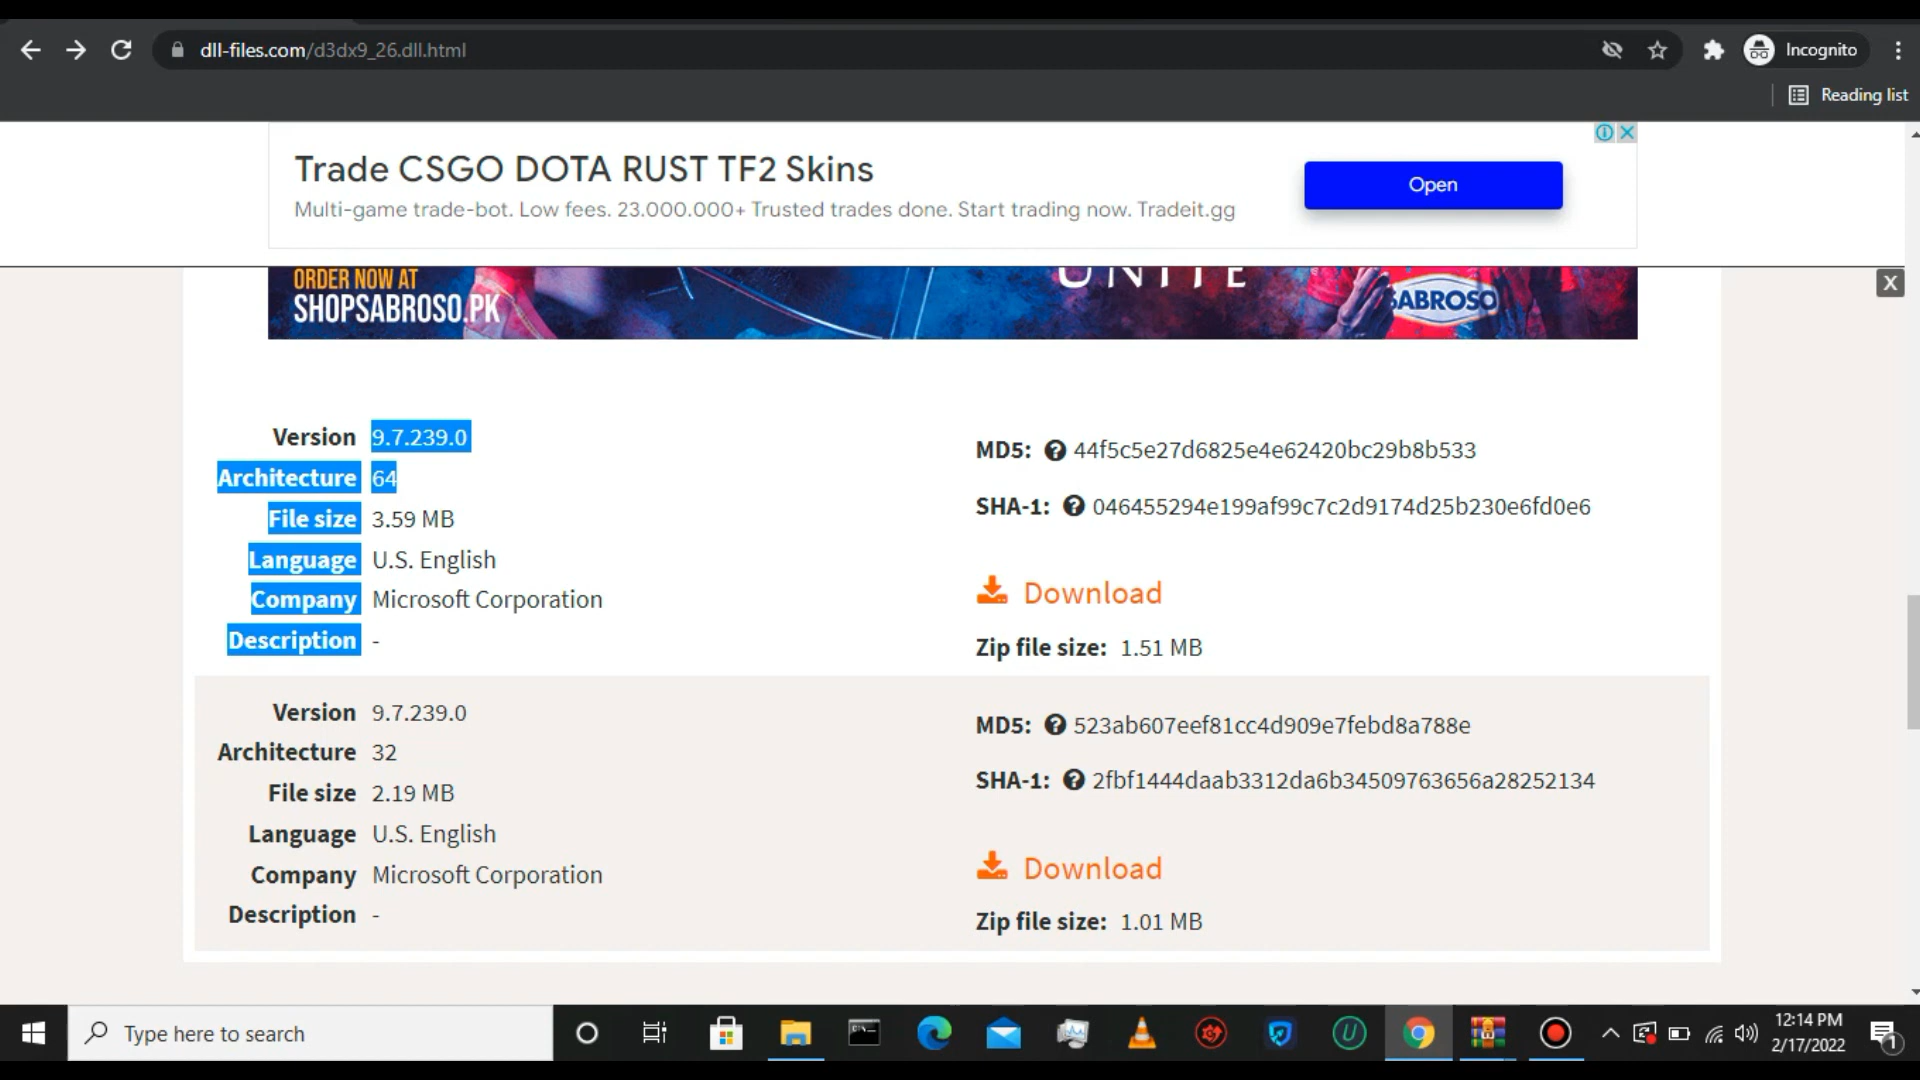 dll-files.com/d3dx9_26.dll.html
Incognito
Reading list
Trade CSGO DOTA RUST TF2 Skins
Multi-game trade-bot. Low fees. 23.000.000+ Trusted trades done. Start trading now. Tradeit.gg
Open
ORDER NOW AT
SHOPSABROSO.PK
UNITE
SABROSO
X
Version 9.7.239.0
Architecture 64
File size 3.59 MB
Language U.S. English
Company Microsoft Corporation
Description -
MD5: 44f5c5e27d6825e4e62420bc29b8b533
SHA-1: 046455294e199af99c7c2d9174d25b230e6fd0e6
Download
Zip file size: 1.51 MB
Version 9.7.239.0
Architecture 32
File size 2.19 MB
Language U.S. English
Company Microsoft Corporation
Description -
MD5: 523ab607eef81cc4d909e7febd8a788e
SHA-1: 2fbf1444daab3312da6b34509763656a28252134
Download
Zip file size: 1.01 MB
Type here to search
12:14 PM
2/17/2022
1